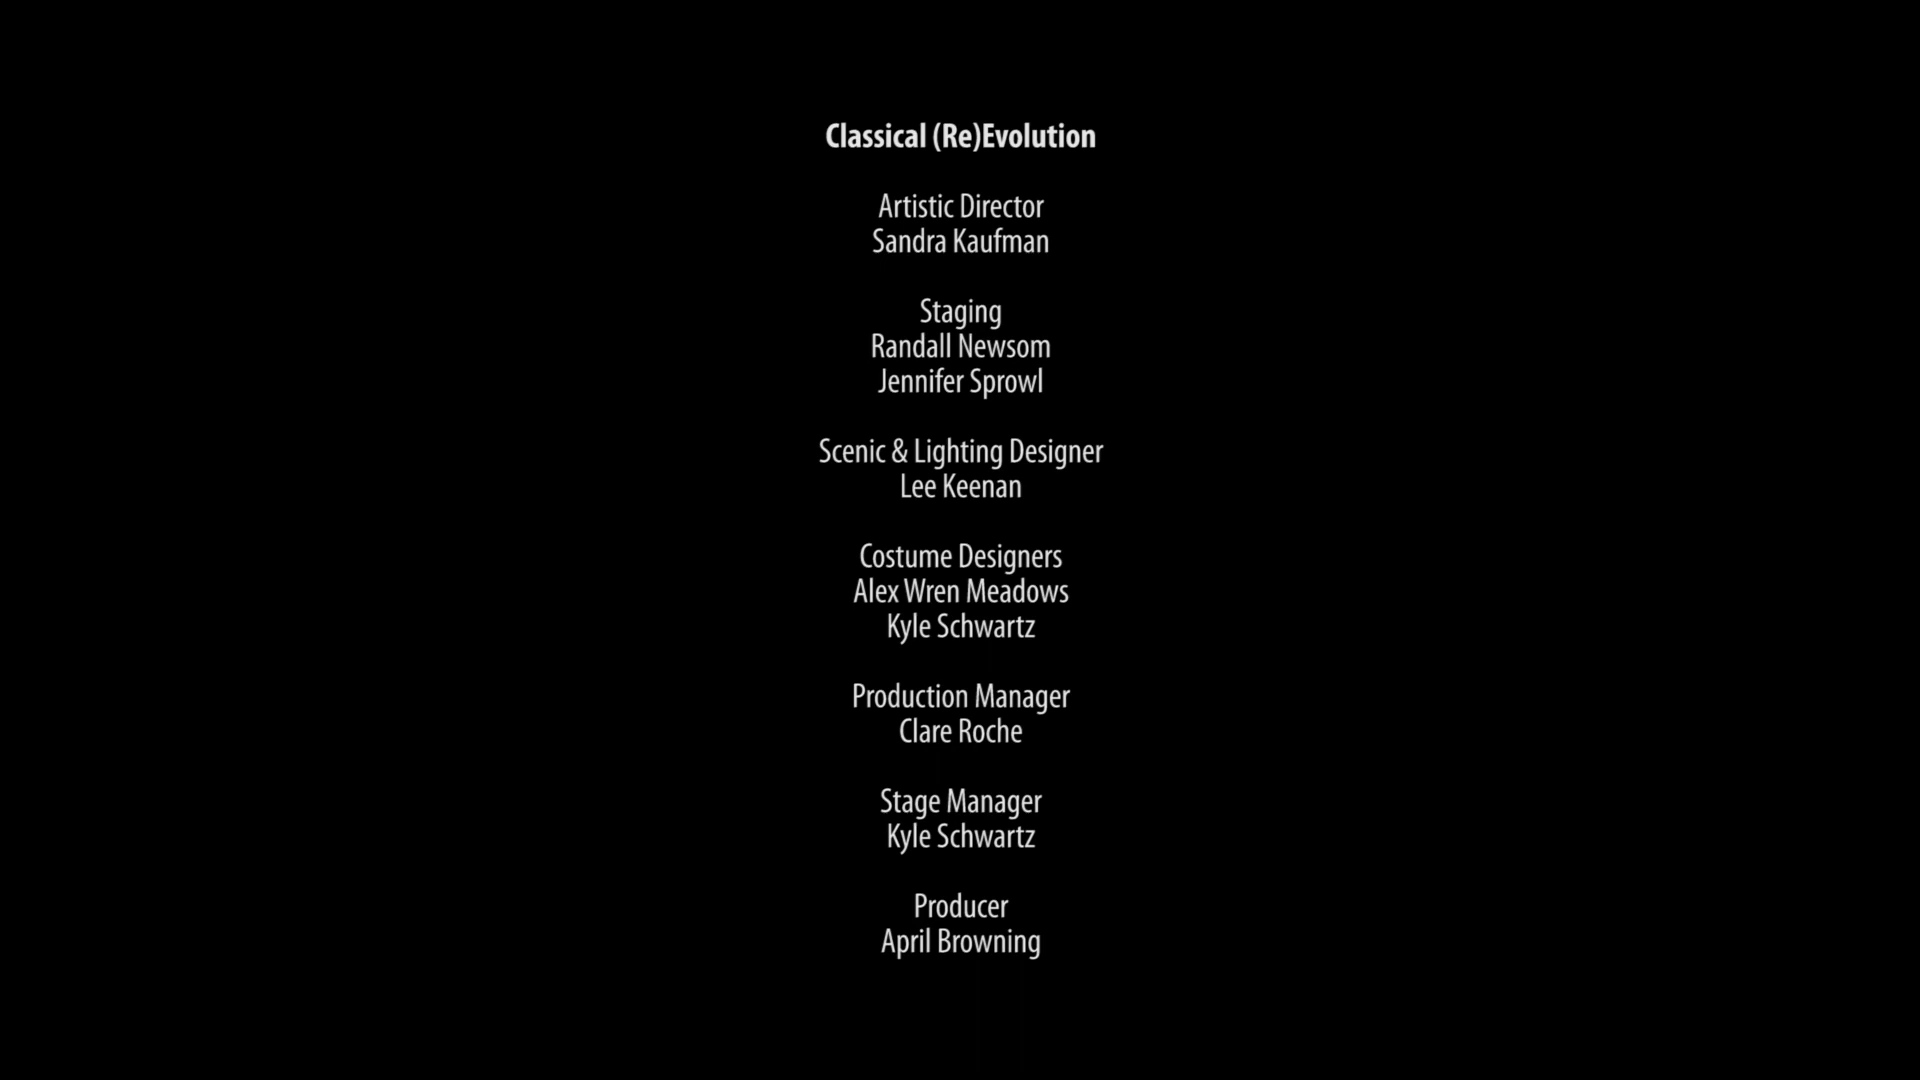 Classical (Re)Evolution
Artistic Director
Sandra Kaufman
Staging
Randall Newsom
Jennifer Sprowl
Scenic & Lighting Designer
Lee Keenan
Costume Designers
Alex Wren Meadows
Kyle Schwartz
Production Manager
Clare Roche
Stage Manager
Kyle Schwartz
Producer
April Browning